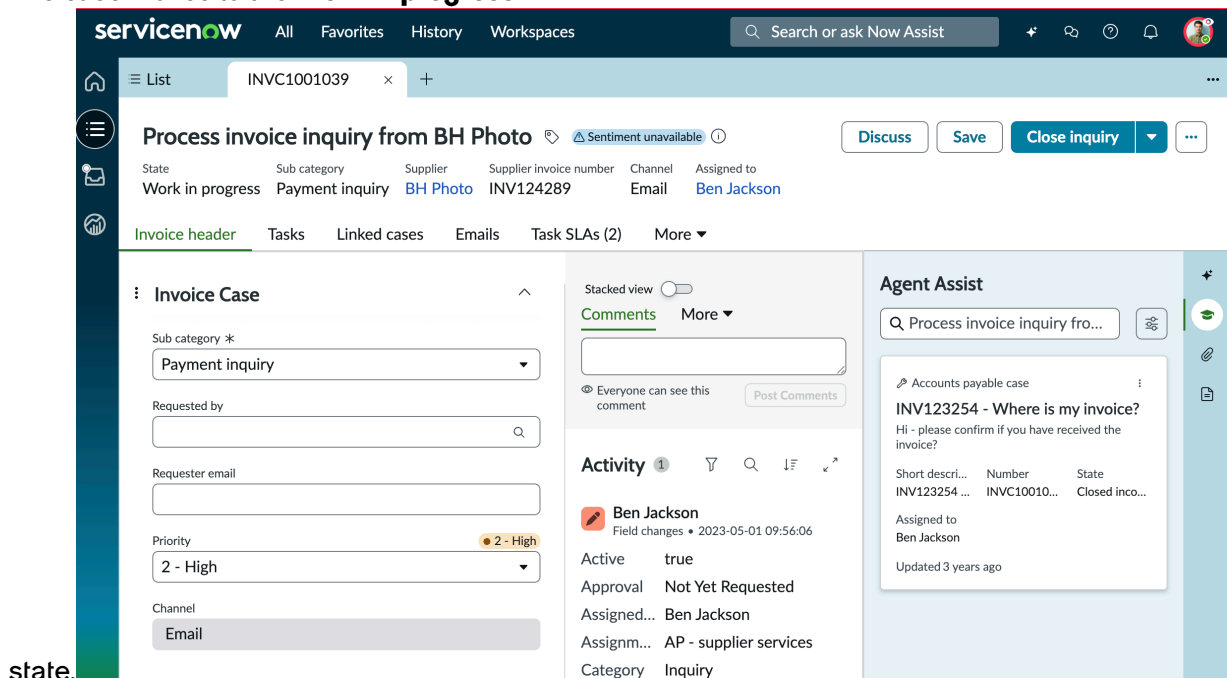 servicenow All Favorites History Workspaces Search or ask Now Assist
List INVC1001039
Process invoice inquiry from BH Photo Sentiment unavailable Discuss Save Close inquiry
State Sub category Supplier Supplier invoice number Channel Assigned to
Work in progress Payment inquiry BH Photo INV124289 Email Ben Jackson
Invoice header Tasks Linked cases Emails Task SLAs (2) More
Invoice Case
Sub category *
Payment inquiry
Requested by
Requester email
Priority 2 - High
2 - High
Channel
Email
Stacked view
Comments More
Everyone can see this
comment
Post Comments
Activity 1
Ben Jackson
Field changes • 2023-05-01 09:56:06
Active true
Approval Not Yet Requested
Assigned... Ben Jackson
Assignm... AP - supplier services
Category Inquiry
Agent Assist
Process invoice inquiry fro...
Accounts payable case
INV123254 - Where is my invoice?
Hi - please confirm if you have received the
invoice?
Short descri... Number State
INV123254 ... INVC10010... Closed inco...
Assigned to
Ben Jackson
Updated 3 years ago
state.